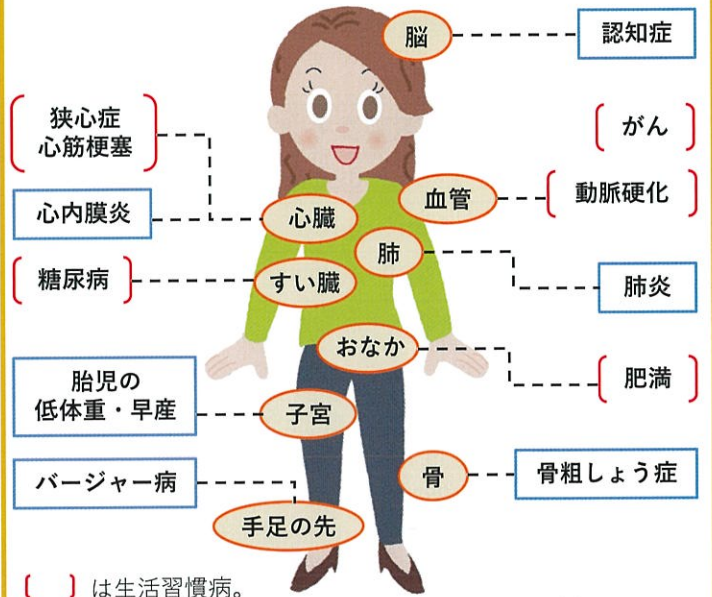 脳
認知症
狭心症
心筋梗塞
がん
心内膜炎
心臓
血管
動脈硬化
肺
糖尿病
すい臓
肺炎
おなか
胎児の
低体重・早産
肥満
子宮
バージャー病
骨
骨粗しょう症
手足の先
[ ] は生活習慣病。